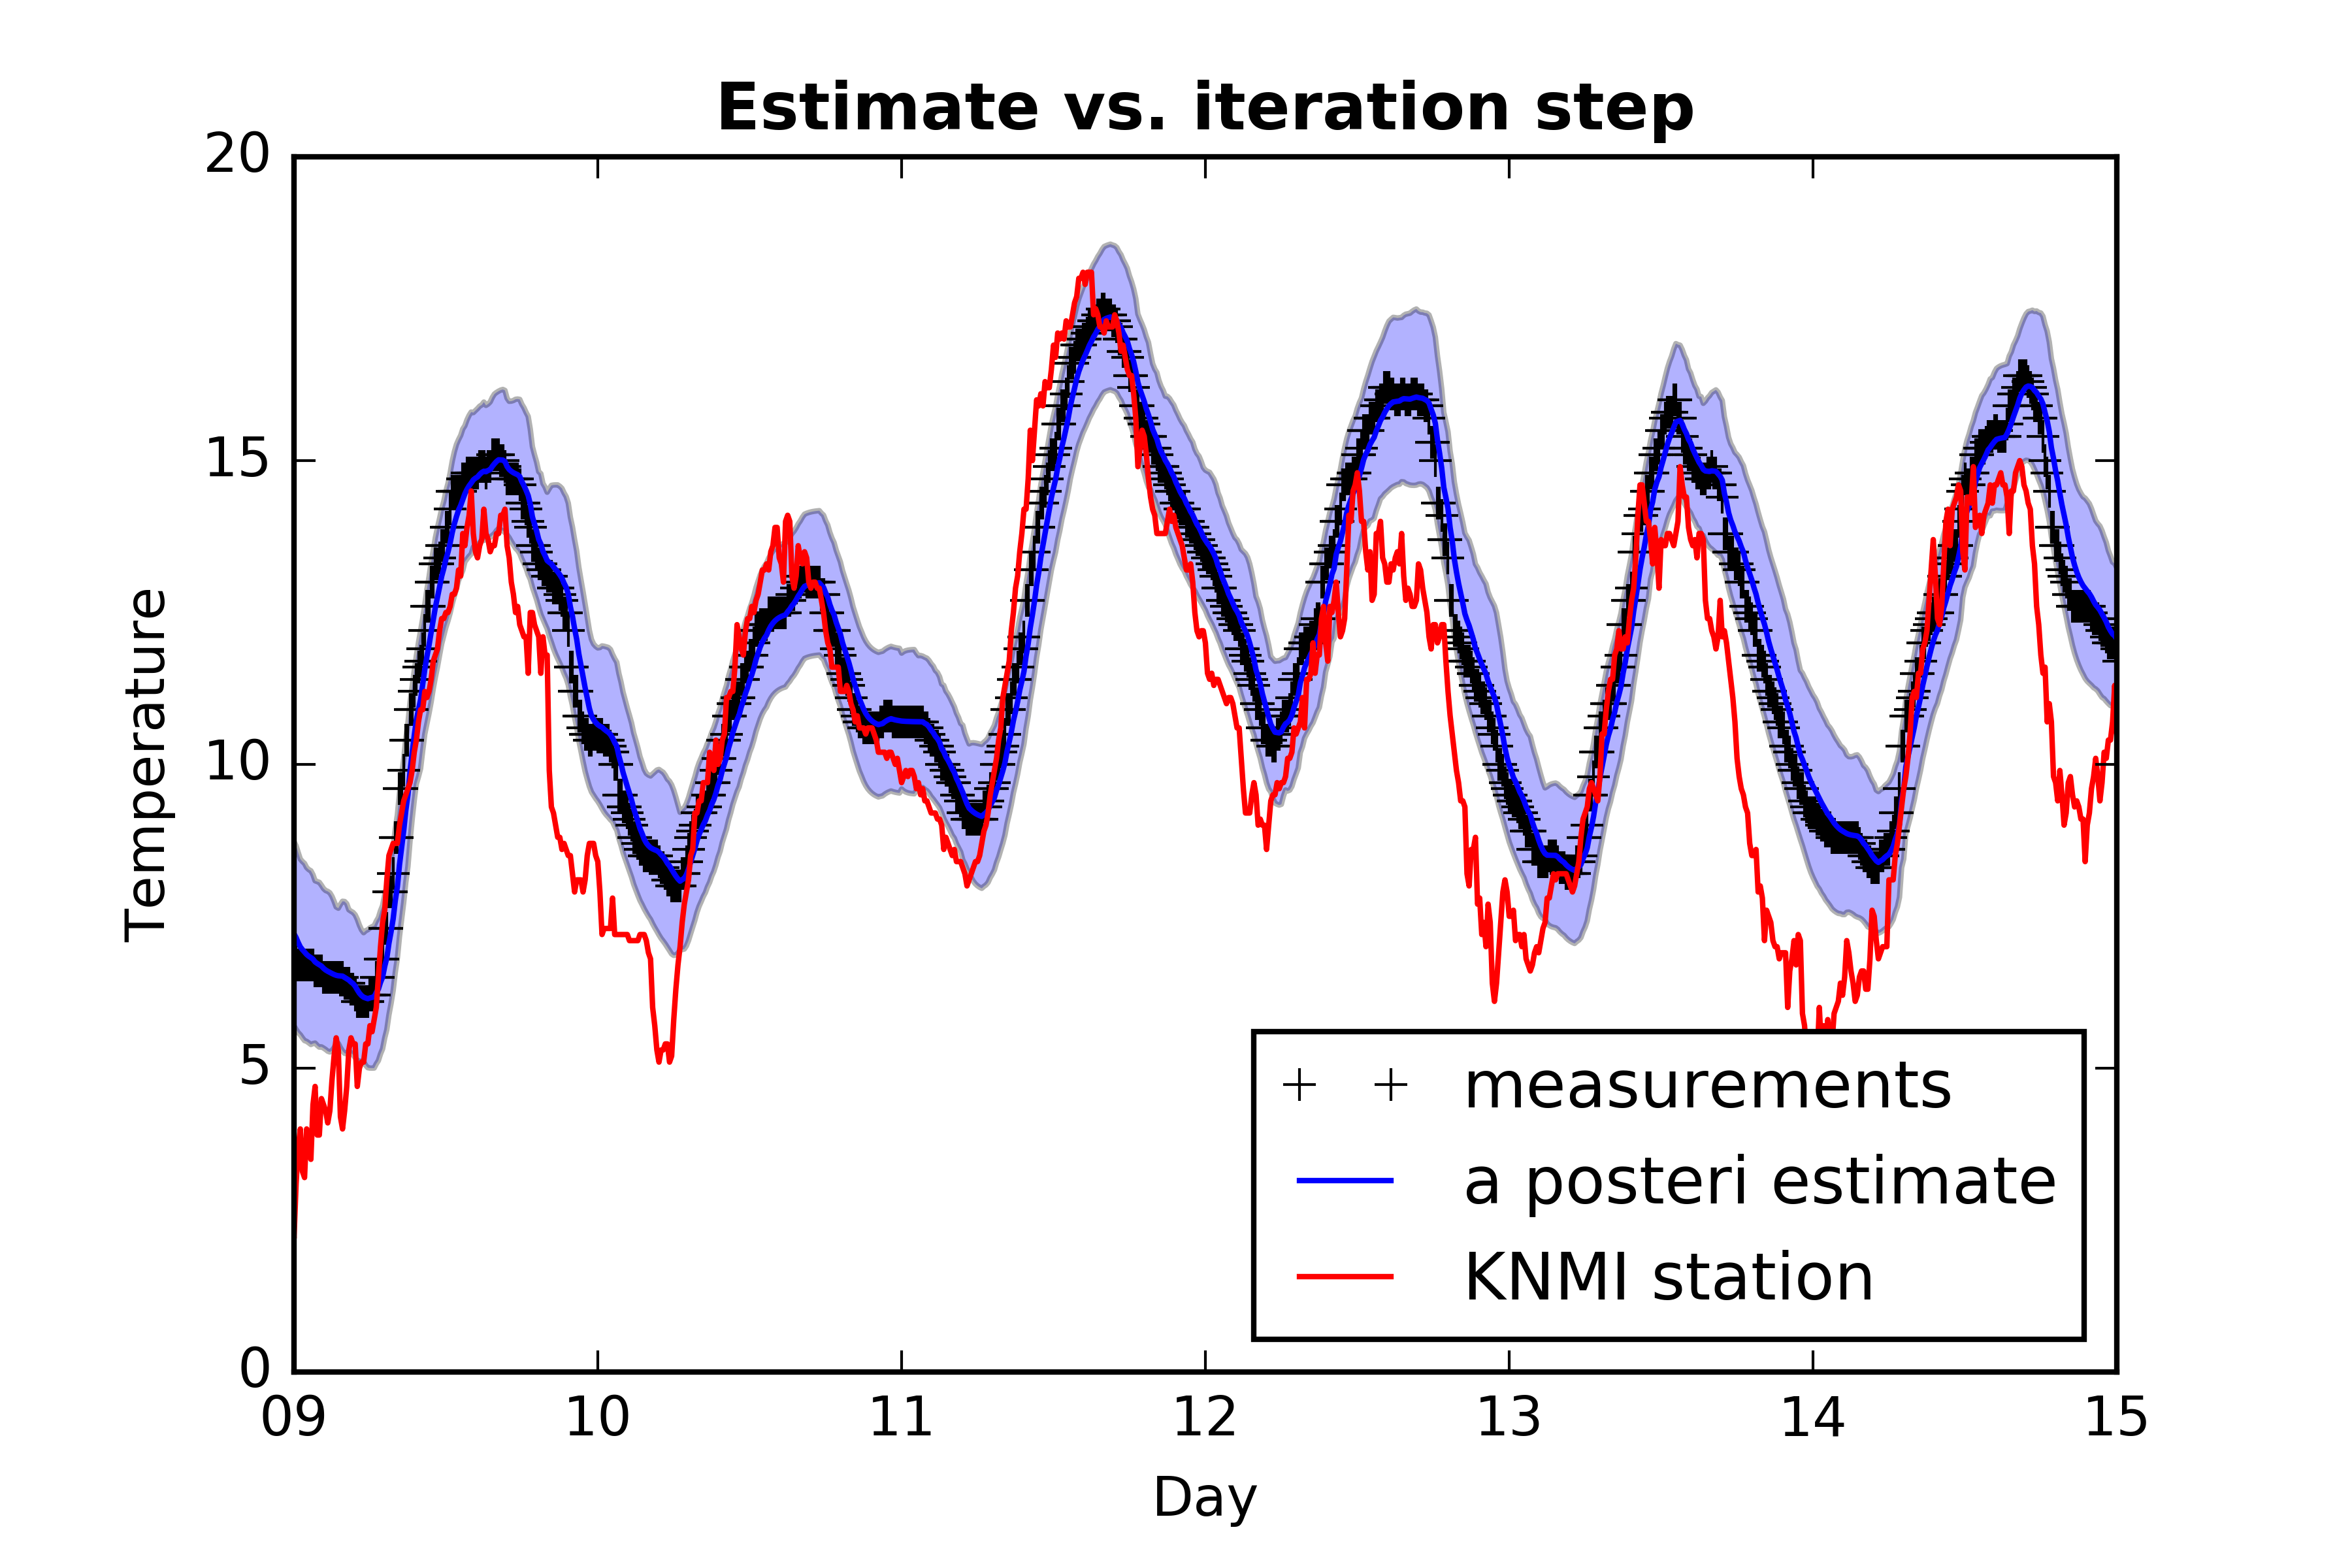 Estimate vs. iteration step
20
15
10
5
0
Temperature
measurements
a posteri estimate
KNMI station
09 10 11 12 13 14 15
Day